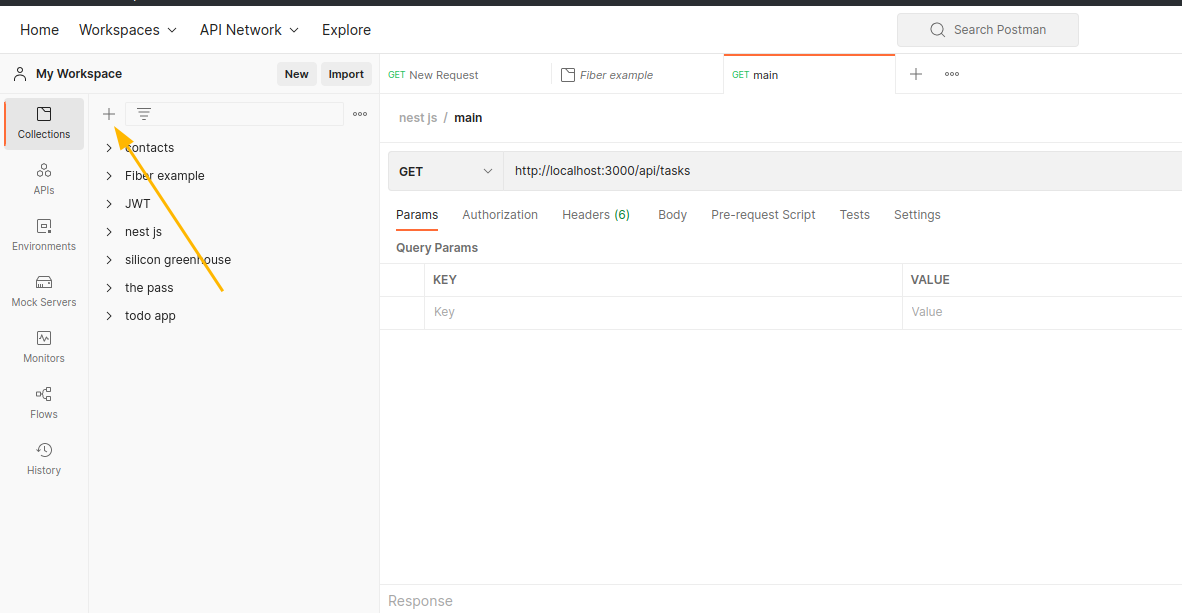 Home Workspaces API Network Explore Search Postman
My Workspace New Import
GET New Request Fiber example GET main
Collections
APIs
Environments
Mock Servers
Monitors
Flows
History
contacts
Fiber example
JWT
nest js
silicon greenhouse
the pass
todo app
nest js / main
GET http://localhost:3000/api/tasks
Params Authorization Headers (6) Body Pre-request Script Tests Settings
Query Params
KEY VALUE
Key Value
Response